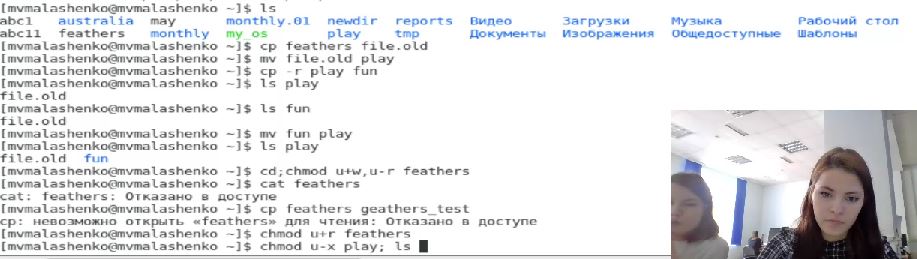 [mvmalashenko@mvmalashenko ~]$ ls
abc1 australia may monthly.01 newdir reports Видео Загрузки Музыка Рабочий стол
abc11 feathers monthly my_os play tmp Документы Изображения Общедоступные Шаблоны
[mvmalashenko@mvmalashenko ~]$ cp feathers file.old
[mvmalashenko@mvmalashenko ~]$ mv file.old play
[mvmalashenko@mvmalashenko ~]$ cp -r play fun
[mvmalashenko@mvmalashenko ~]$ ls play
file.old
[mvmalashenko@mvmalashenko ~]$ ls fun
file.old
[mvmalashenko@mvmalashenko ~]$ mv fun play
[mvmalashenko@mvmalashenko ~]$ ls play
file.old fun
[mvmalashenko@mvmalashenko ~]$ cd;chmod u+w,u-r feathers
[mvmalashenko@mvmalashenko ~]$ cat feathers
cat: feathers: Отказано в доступе
[mvmalashenko@mvmalashenko ~]$ cp feathers geathers_test
cp: невозможно открыть «feathers» для чтения: Отказано в доступе
[mvmalashenko@mvmalashenko ~]$ chmod u+r feathers
[mvmalashenko@mvmalashenko ~]$ chmod u-x play; ls